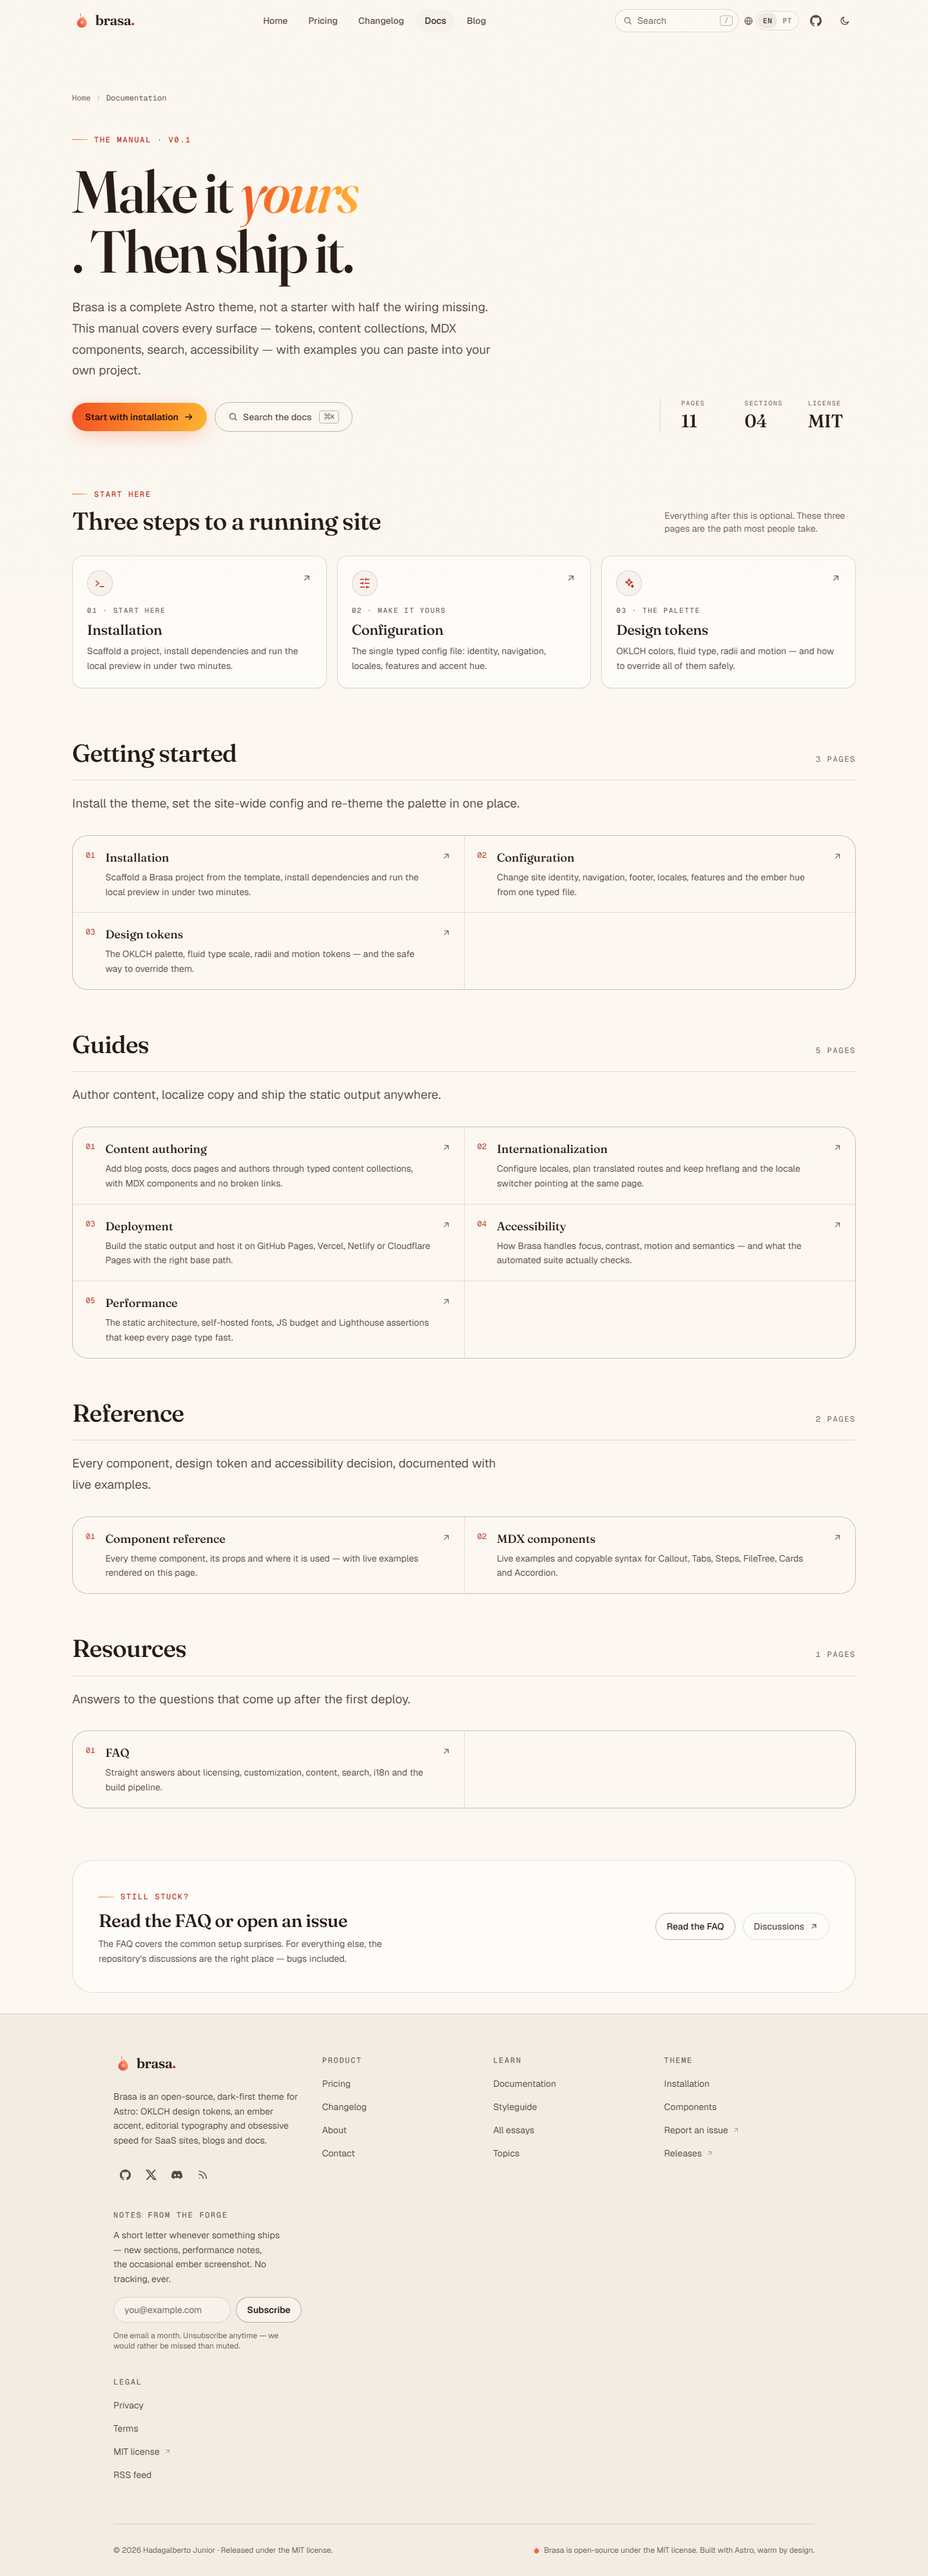 brasa.
Home
Pricing
Changelog
Docs
Blog
Search
/
EN
PT
Home > Documentation
THE MANUAL · V0.1
Make it yours
. Then ship it.
Brasa is a complete Astro theme, not a starter with half the wiring missing.
This manual covers every surface — tokens, content collections, MDX
components, search, accessibility — with examples you can paste into your
own project.
Start with installation →
Search the docs
⌘K
PAGES
11
SECTIONS
04
LICENSE
MIT
START HERE
Three steps to a running site
Everything after this is optional. These three
pages are the path most people take.
01 · START HERE
Installation
Scaffold a project, install dependencies and run the
local preview in under two minutes.
02 · MAKE IT YOURS
Configuration
The single typed config file: identity, navigation,
locales, features and accent hue.
03 · THE PALETTE
Design tokens
OKLCH colors, fluid type, radii and motion — and how
to override all of them safely.
Getting started
3 PAGES
Install the theme, set the site-wide config and re-theme the palette in one place.
01
Installation
Scaffold a Brasa project from the template, install dependencies and run the
local preview in under two minutes.
02
Configuration
Change site identity, navigation, footer, locales, features and the ember hue
from one typed file.
03
Design tokens
The OKLCH palette, fluid type scale, radii and motion tokens — and the safe
way to override them.
Guides
5 PAGES
Author content, localize copy and ship the static output anywhere.
01
Content authoring
Add blog posts, docs pages and authors through typed content collections,
with MDX components and no broken links.
02
Internationalization
Configure locales, plan translated routes and keep hreflang and the locale
switcher pointing at the same page.
03
Deployment
Build the static output and host it on GitHub Pages, Vercel, Netlify or Cloudflare
Pages with the right base path.
04
Accessibility
How Brasa handles focus, contrast, motion and semantics — and what the
automated suite actually checks.
05
Performance
The static architecture, self-hosted fonts, JS budget and Lighthouse assertions
that keep every page type fast.
Reference
2 PAGES
Every component, design token and accessibility decision, documented with
live examples.
01
Component reference
Every theme component, its props and where it is used — with live examples
rendered on this page.
02
MDX components
Live examples and copyable syntax for Callout, Tabs, Steps, FileTree, Cards
and Accordion.
Resources
1 PAGES
Answers to the questions that come up after the first deploy.
01
FAQ
Straight answers about licensing, customization, content, search, i18n and the
build pipeline.
STILL STUCK?
Read the FAQ or open an issue
The FAQ covers the common setup surprises. For everything else, the
repository's discussions are the right place — bugs included.
Read the FAQ
Discussions
brasa.
Brasa is an open-source, dark-first theme for
Astro: OKLCH design tokens, an ember
accent, editorial typography and obsessive
speed for SaaS sites, blogs and docs.
PRODUCT
Pricing
Changelog
About
Contact
LEARN
Documentation
Styleguide
All essays
Topics
THEME
Installation
Components
Report an issue
Releases
NOTES FROM THE FORGE
A short letter whenever something ships
— new sections, performance notes,
the occasional ember screenshot. No
tracking, ever.
you@example.com
Subscribe
One email a month. Unsubscribe anytime — we
would rather be missed than muted.
LEGAL
Privacy
Terms
MIT license
RSS feed
© 2026 Hadagalberto Junior · Released under the MIT license.
Brasa is open-source under the MIT license. Built with Astro, warm by design.